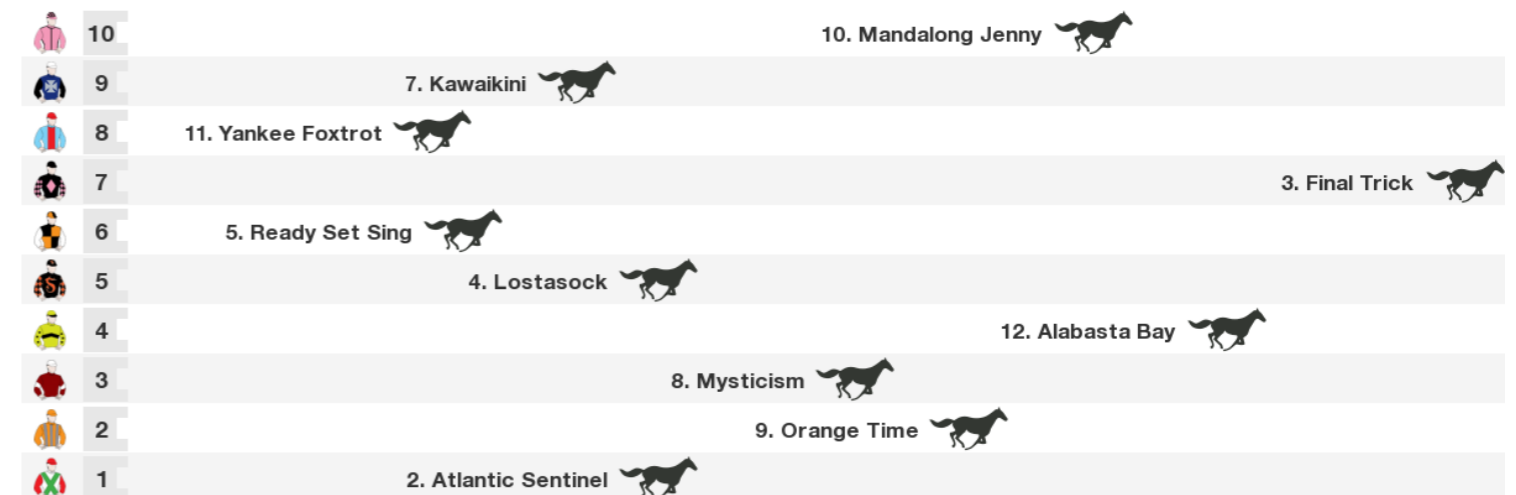 10 10. Mandalong Jenny
9 7. Kawaikini
8 11. Yankee Foxtrot
7 3. Final Trick
6 5. Ready Set Sing
5 4. Lostasock
4 12. Alabasta Bay
3 8. Mysticism
2 9. Orange Time
1 2. Atlantic Sentinel